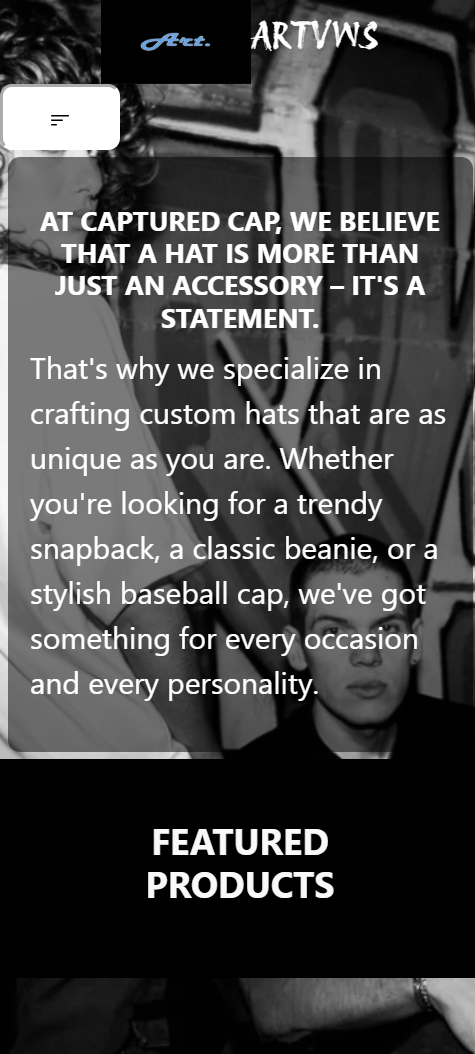 Art.
ARTVWS
AT CAPTURED CAP, WE BELIEVE
THAT A HAT IS MORE THAN
JUST AN ACCESSORY – IT'S A
STATEMENT.
That's why we specialize in
crafting custom hats that are as
unique as you are. Whether
you're looking for a trendy
snapback, a classic beanie, or a
stylish baseball cap, we've got
something for every occasion
and every personality.
FEATURED
PRODUCTS